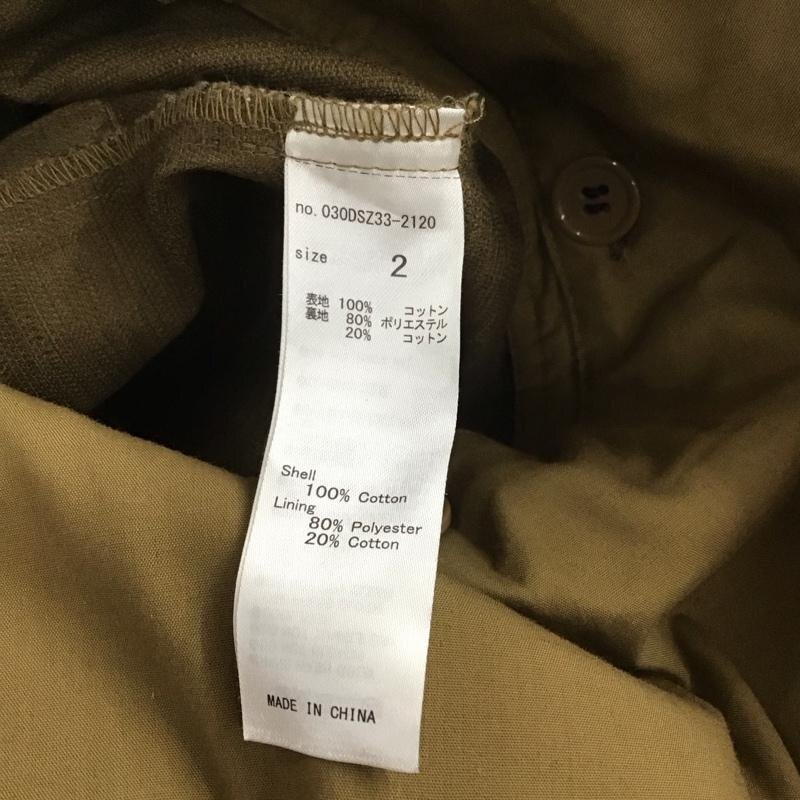 no. 030DSZ33-2120
size 2
表地 100% コットン
裏地 80% ポリエステル
20% コットン
Shell
100% Cotton
Lining
80% Polyester
20% Cotton
MADE IN CHINA